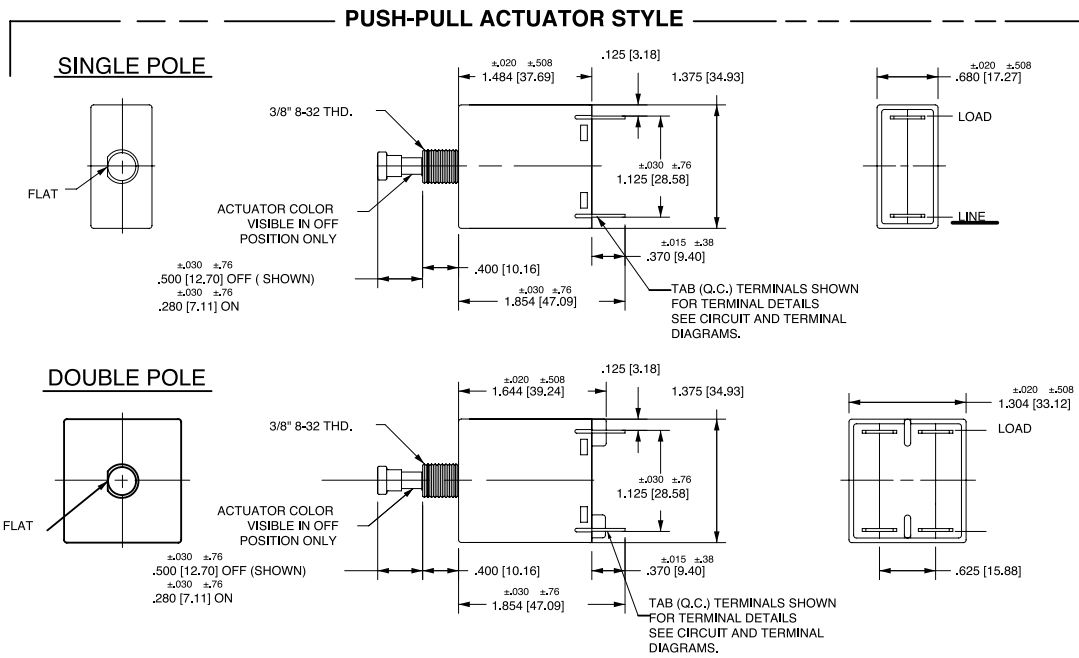 PUSH-PULL ACTUATOR STYLE
SINGLE POLE
±.020 ±.508
1.484 [37.69]
.125 [3.18]
1.375 [34.93]
±.020 ±.508
.680 [17.27]
3/8" 8-32 THD.
LOAD
FLAT
±.030 ±.76
1.125 [28.58]
ACTUATOR COLOR
VISIBLE IN OFF
POSITION ONLY
LINE
±.030 ±.76
.500 [12.70] OFF ( SHOWN)
±.030 ±.76
.280 [7.11] ON
.400 [10.16]
±.015 ±.38
.370 [9.40]
±.030 ±.76
1.854 [47.09]
TAB (Q.C.) TERMINALS SHOWN
FOR TERMINAL DETAILS
SEE CIRCUIT AND TERMINAL
DIAGRAMS.
DOUBLE POLE
±.020 ±.508
1.644 [39.24]
.125 [3.18]
1.375 [34.93]
±.020 ±.508
1.304 [33.12]
3/8" 8-32 THD.
LOAD
FLAT
±.030 ±.76
1.125 [28.58]
ACTUATOR COLOR
VISIBLE IN OFF
POSITION ONLY
±.030 ±.76
.500 [12.70] OFF (SHOWN)
±.030 ±.76
.280 [7.11] ON
.400 [10.16]
±.015 ±.38
.370 [9.40]
.625 [15.88]
±.030 ±.76
1.854 [47.09]
TAB (Q.C.) TERMINALS SHOWN
FOR TERMINAL DETAILS
SEE CIRCUIT AND TERMINAL
DIAGRAMS.